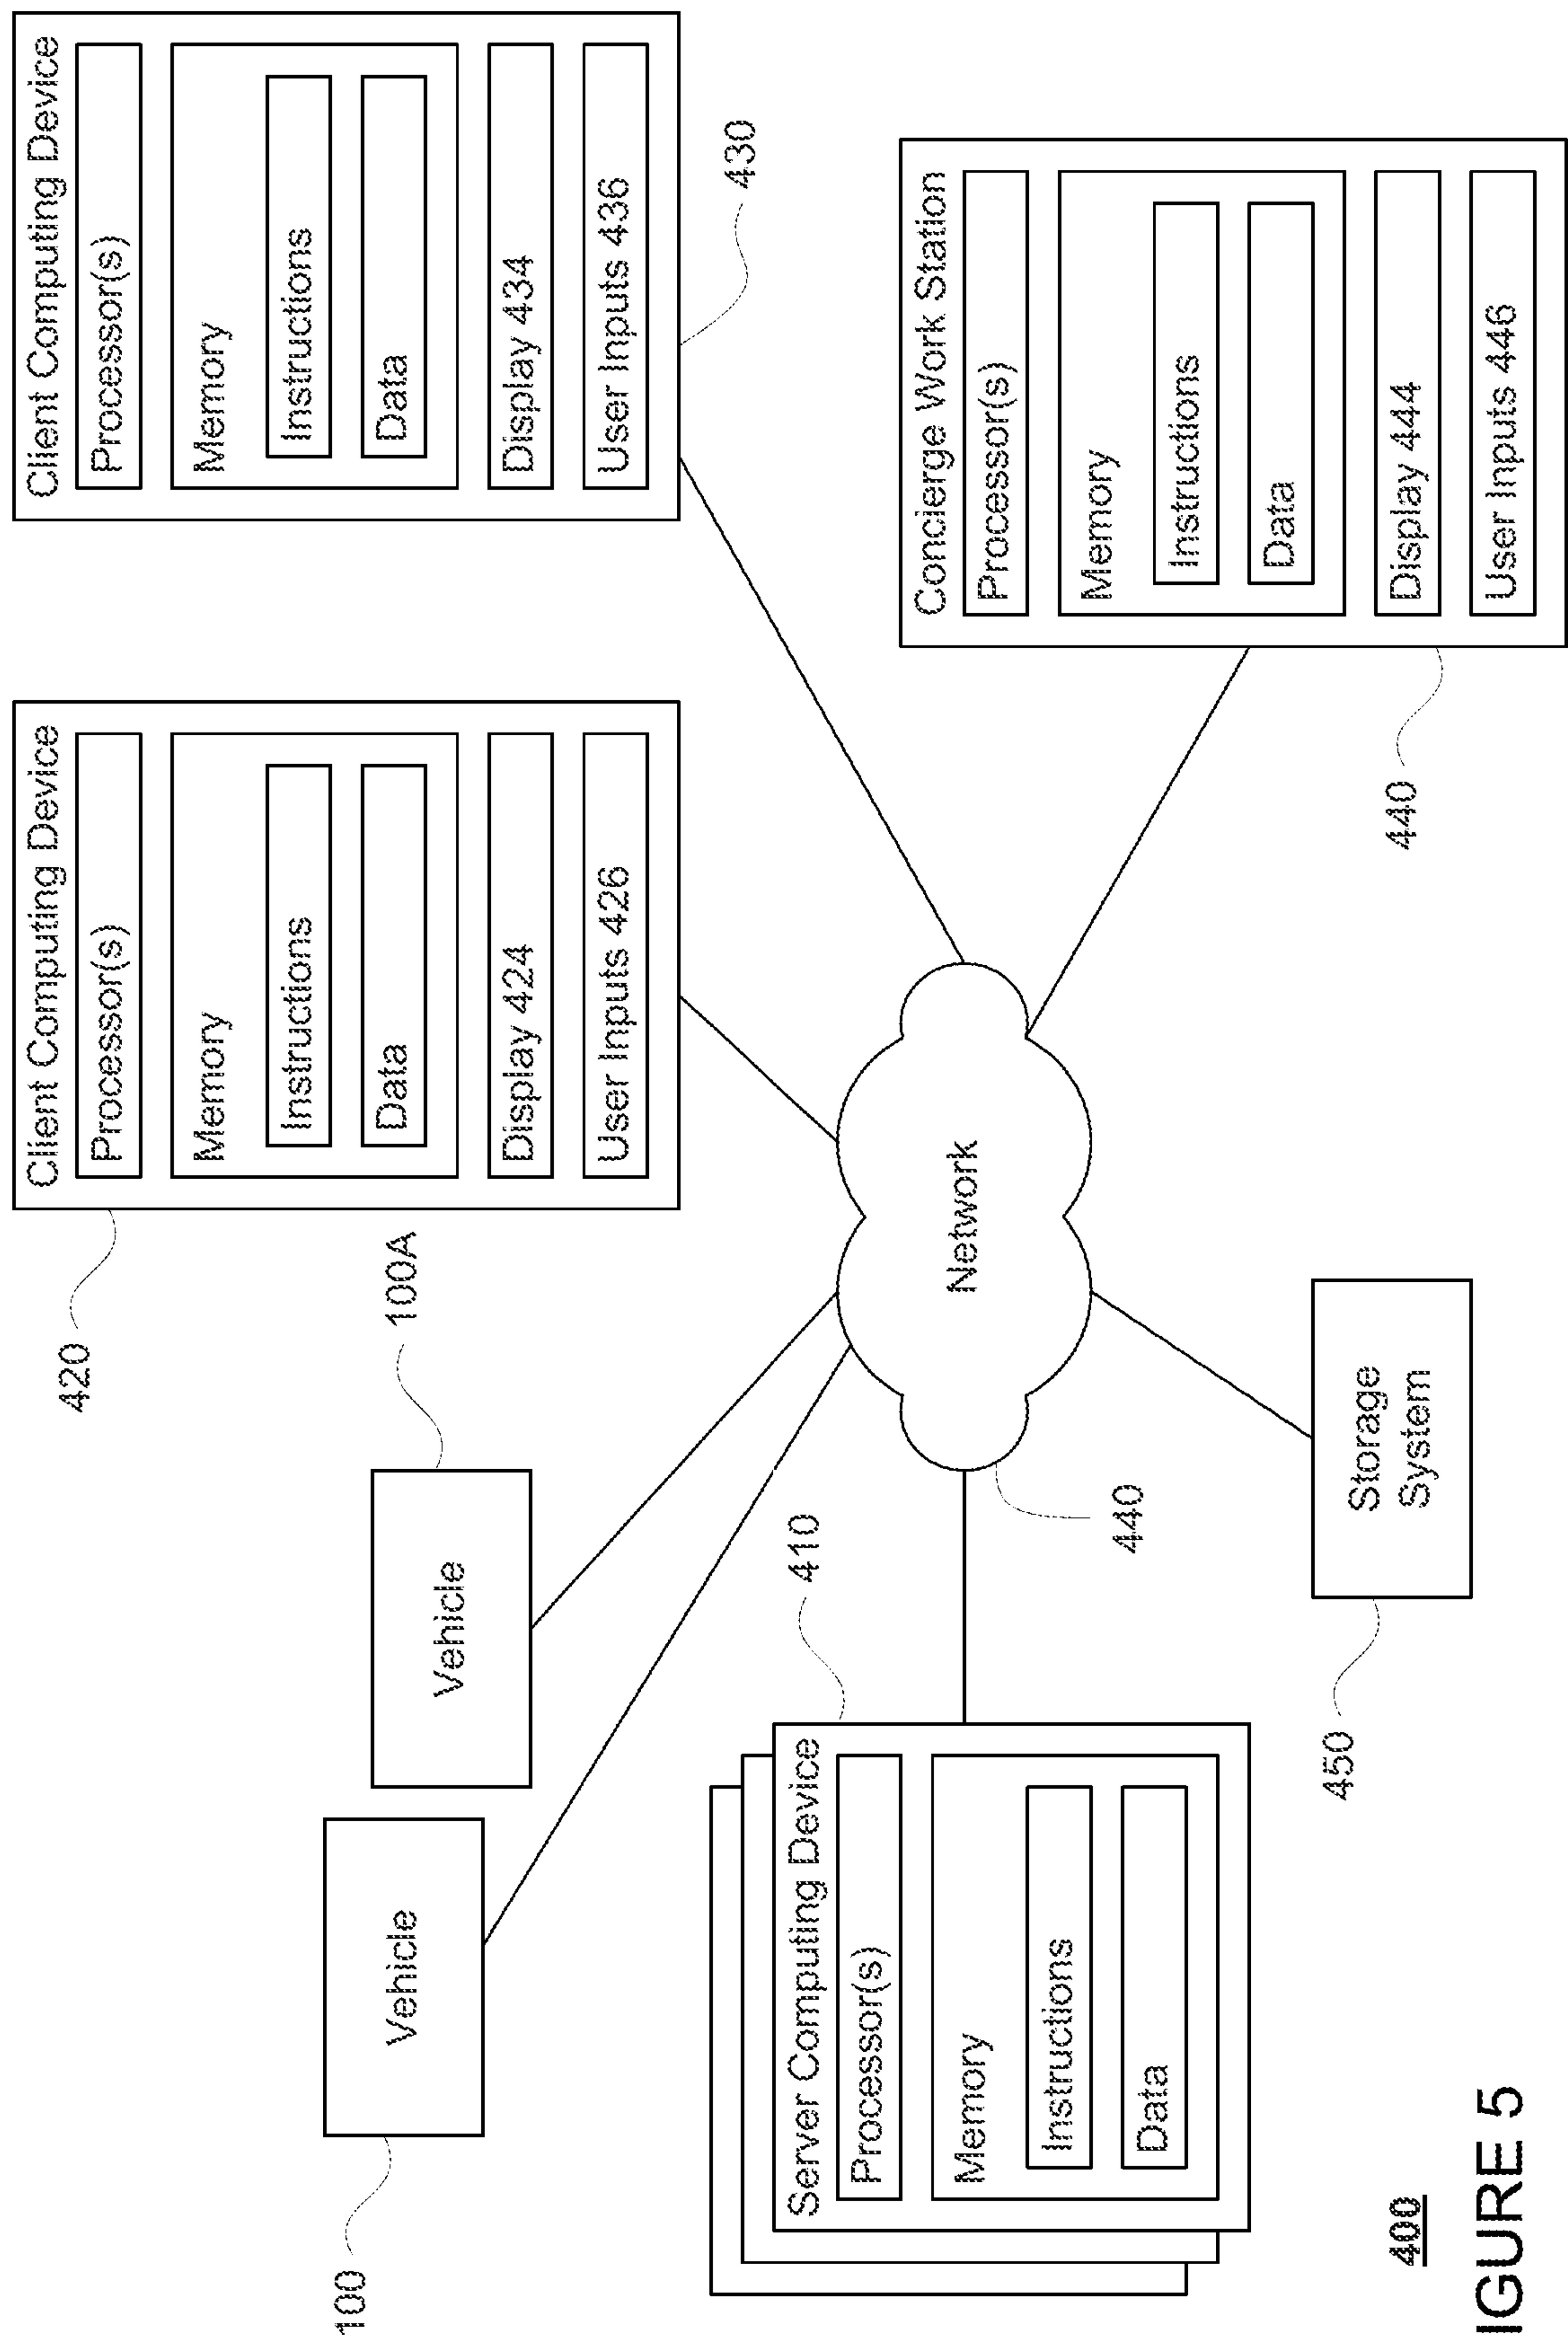 100
Vehicle
Vehicle
100A
420
Client Computing Device
Processor(s)
Memory
Instructions
Data
Display 424
User Inputs 426
Client Computing Device
Processor(s)
Memory
Instructions
Data
Display 434
User Inputs 436
430
Server Computing Device
Processor(s)
Memory
Instructions
Data
410
Network
440
Concierge Work Station
Processor(s)
Memory
Instructions
Data
Display 444
User Inputs 446
440
Storage
System
450
400
IGURE 5